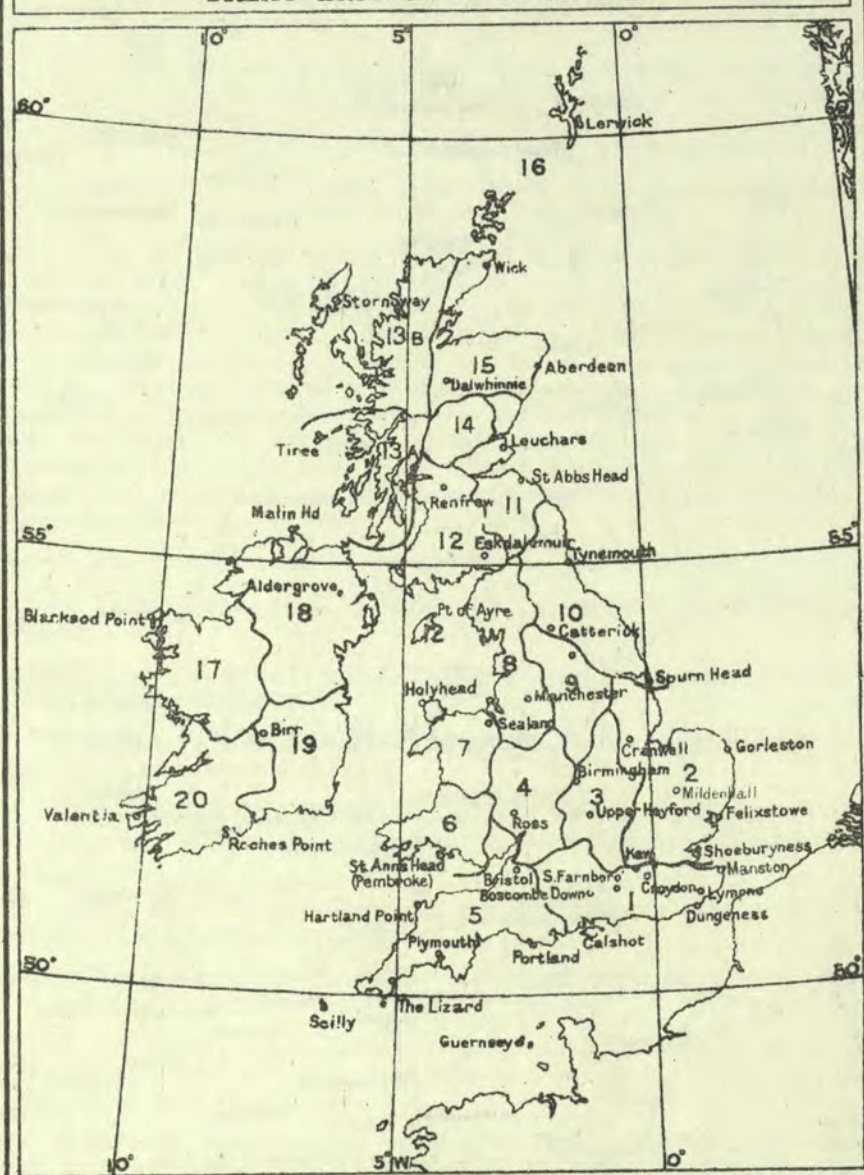 10° 5° 0°
60°
Lerwick
16
Wick
Stornoway
13 B
15
Dalwhinnie
Aberdeen
14
Leuchars
Tiree
13 A
St Abbs Head
Renfrew
11
Malin Hd
55° 55°
12
Eskdalemuir
Tynemouth
Aldergrove
18
Pt of Ayre
Blacksod Point
12
10
Catterick
17
8
9
Spurn Head
Holyhead
Manchester
Sealand
Birr
19
7
Cranwell
Gorleston
Birmingham
2
4
3
Mildenhall
20
Upper Heyford
Felixstowe
Valentia
6
Ross
Roches Point
Kew
Shoeburyness
St. Anns Head
(Pembroke)
Manston
Bristol
S. Farnboro
Boscombe Down
Croydon
Lympne
1
Hartland Point
5
Dungeness
Plymouth
Calshot
Portland
50° 50°
The Lizard
Scilly
Guernsey
10° 5°W. 0°